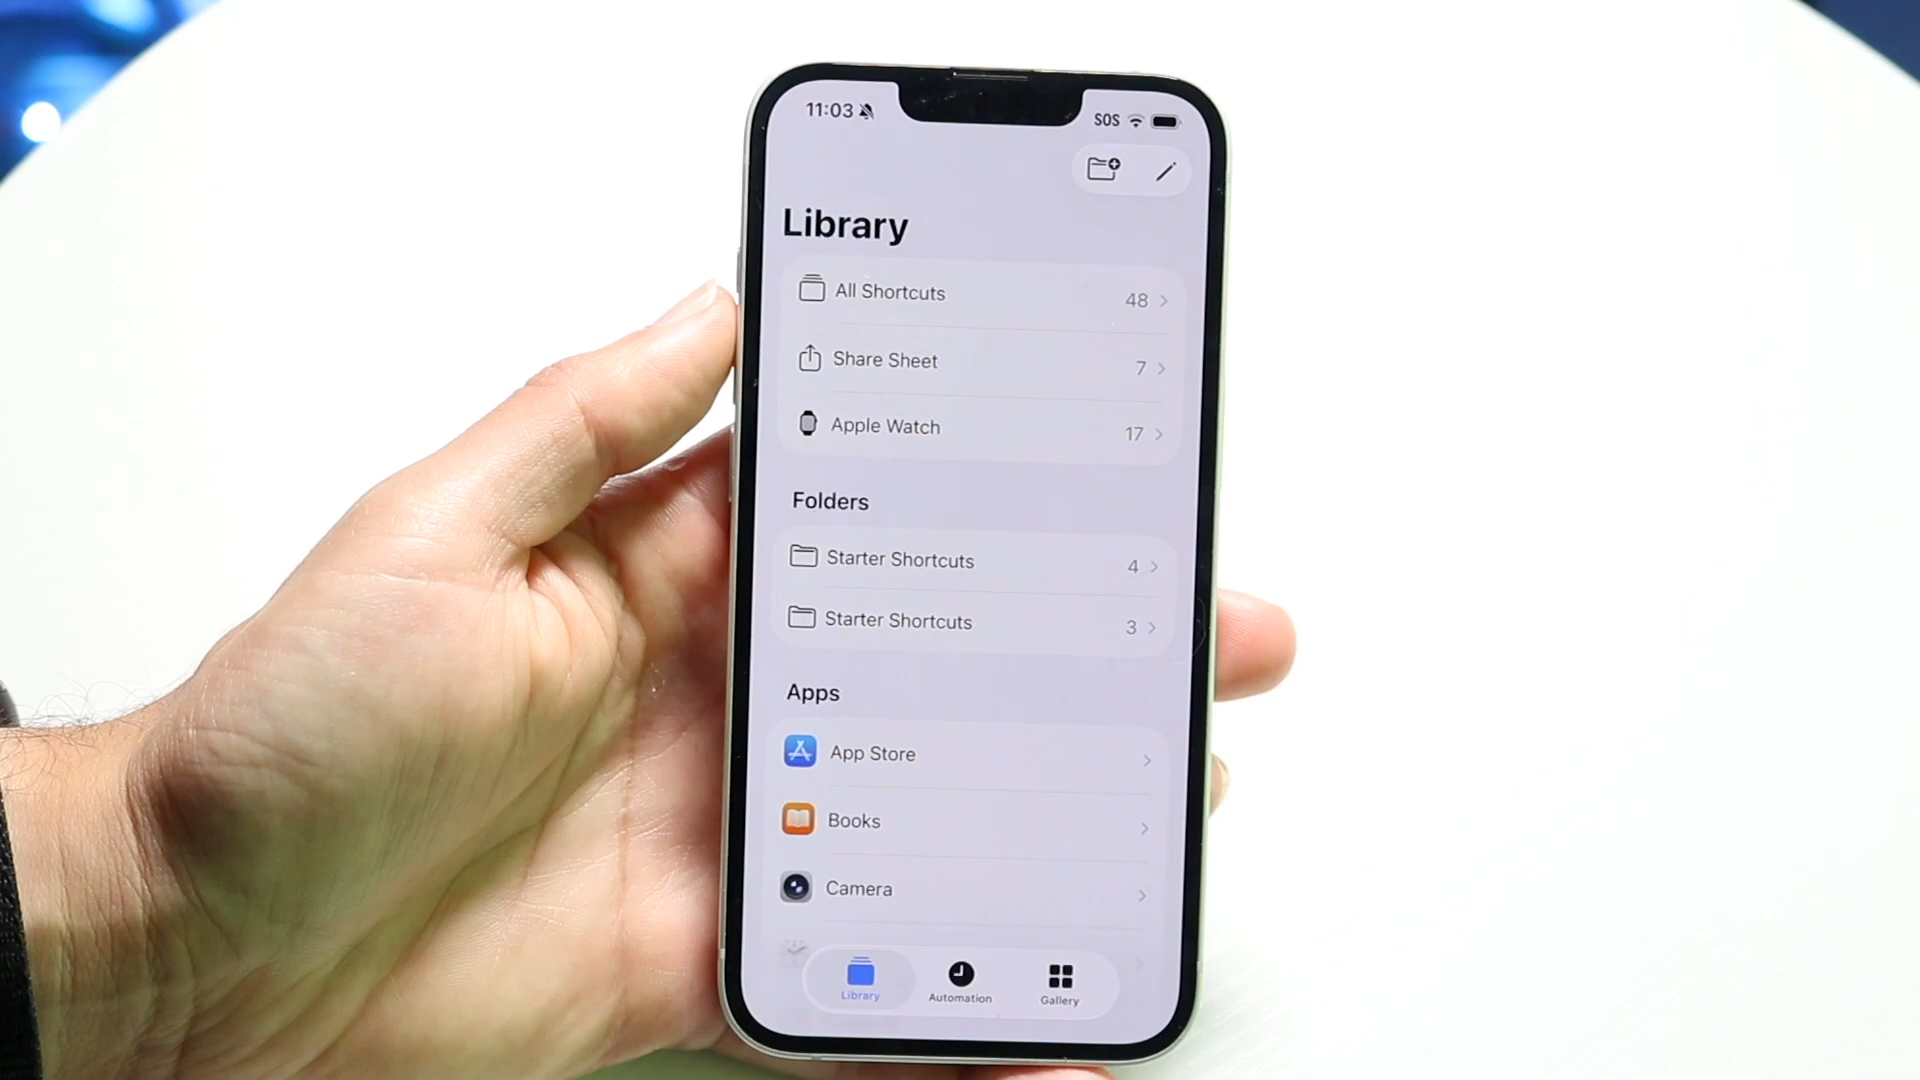 11:03
SOS
Library
All Shortcuts 48
Share Sheet 7
Apple Watch 17
Folders
Starter Shortcuts 4
Starter Shortcuts 3
Apps
App Store
Books
Camera
Library Automation Gallery